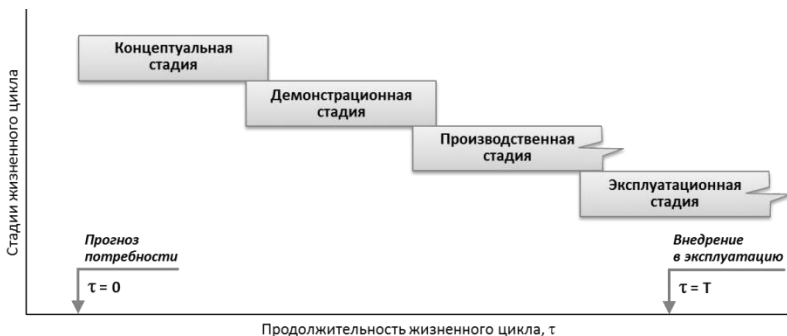 Стадии жизненного цикла
Концептуальная
стадия
Демонстрационная
стадия
Производственная
стадия
Эксплуатационная
стадия
Прогноз
потребности
τ = 0
Внедрение
в эксплуатацию
τ = T
Продолжительность жизненного цикла, τ